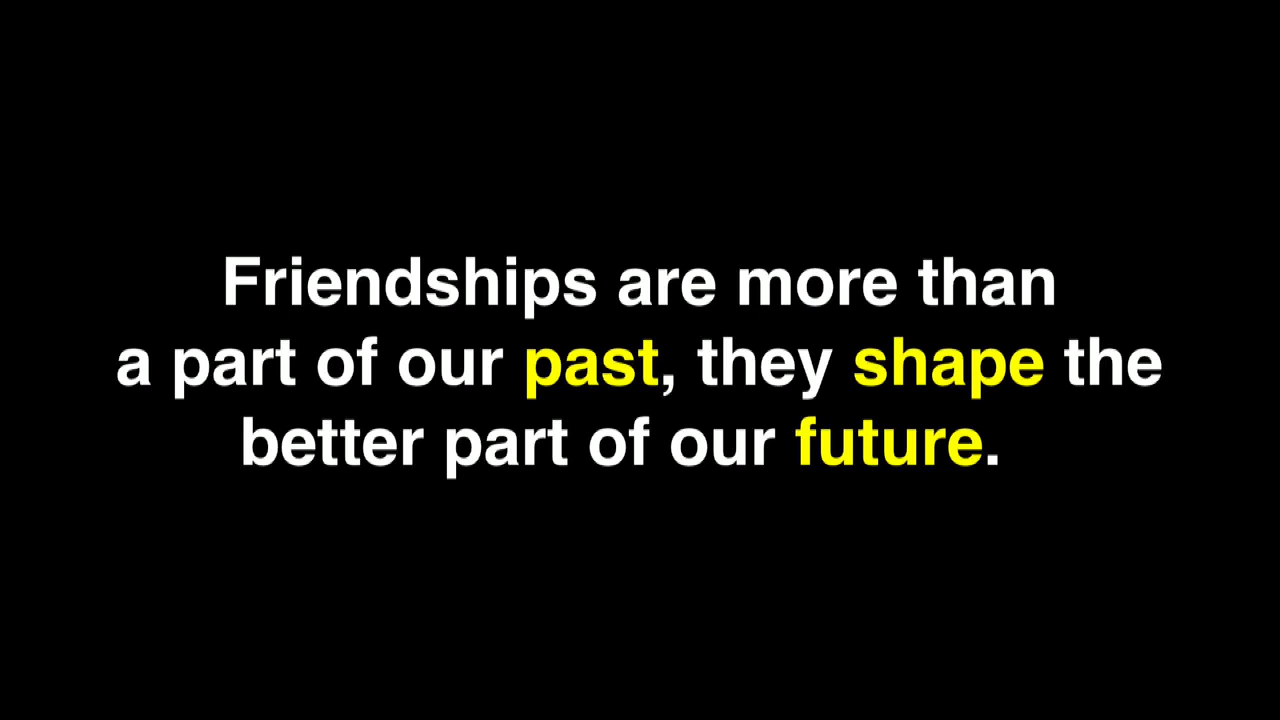 Friendships are more than
a part of our past, they shape the
better part of our future.